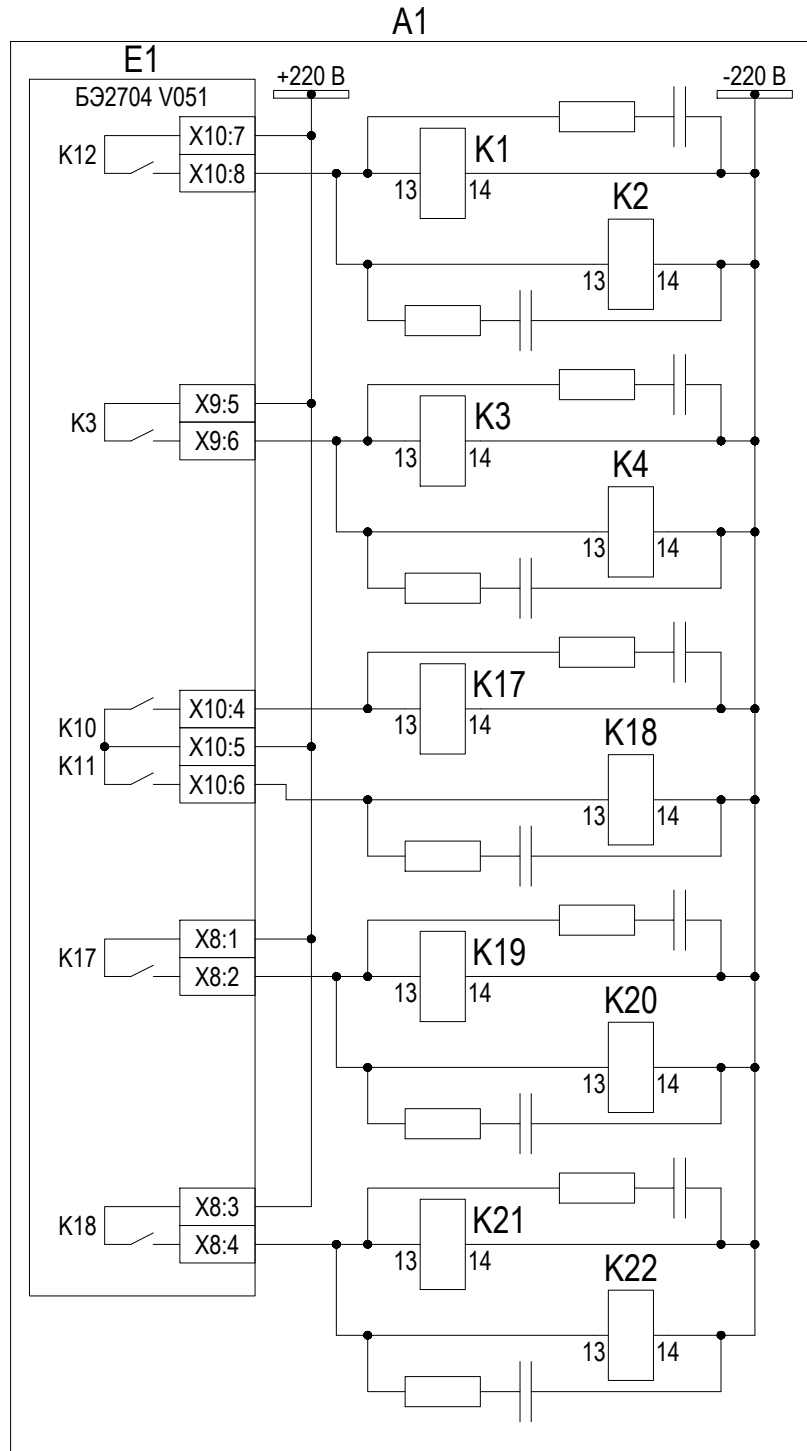 A1
E1
+220 В
-220 В
БЭ2704 V051
K12
X10:7
X10:8
K1
13
14
K2
13
14
K3
X9:5
X9:6
K3
13
14
K4
13
14
K10
K11
X10:4
X10:5
X10:6
K17
13
14
K18
13
14
K17
X8:1
X8:2
K19
13
14
K20
13
14
K18
X8:3
X8:4
K21
13
14
K22
13
14